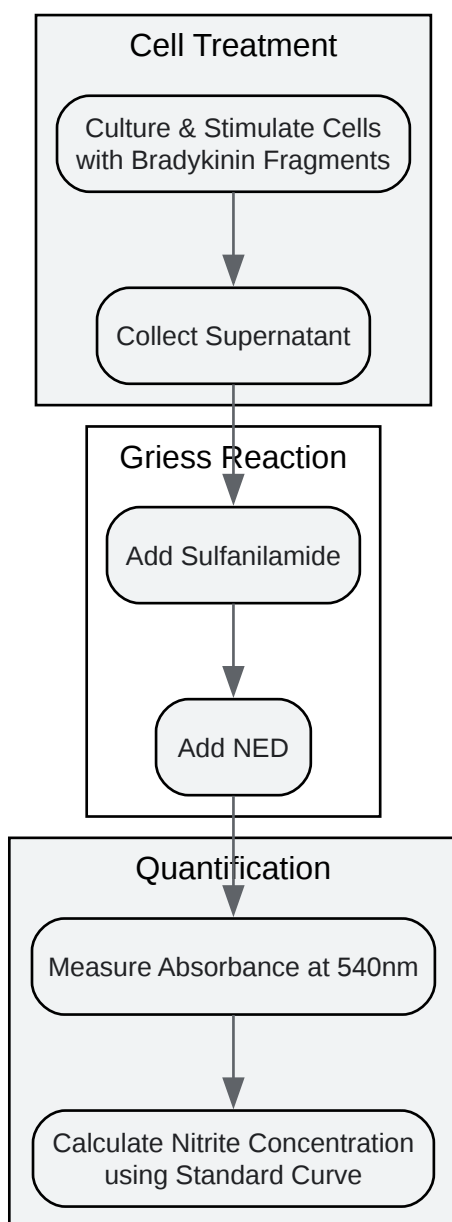 Cell Treatment
Culture & Stimulate Cells
with Bradykinin Fragments
Collect Supernatant
Griess Reaction
Add Sulfanilamide
Add NED
Quantification
Measure Absorbance at 540nm
Calculate Nitrite Concentration
using Standard Curve